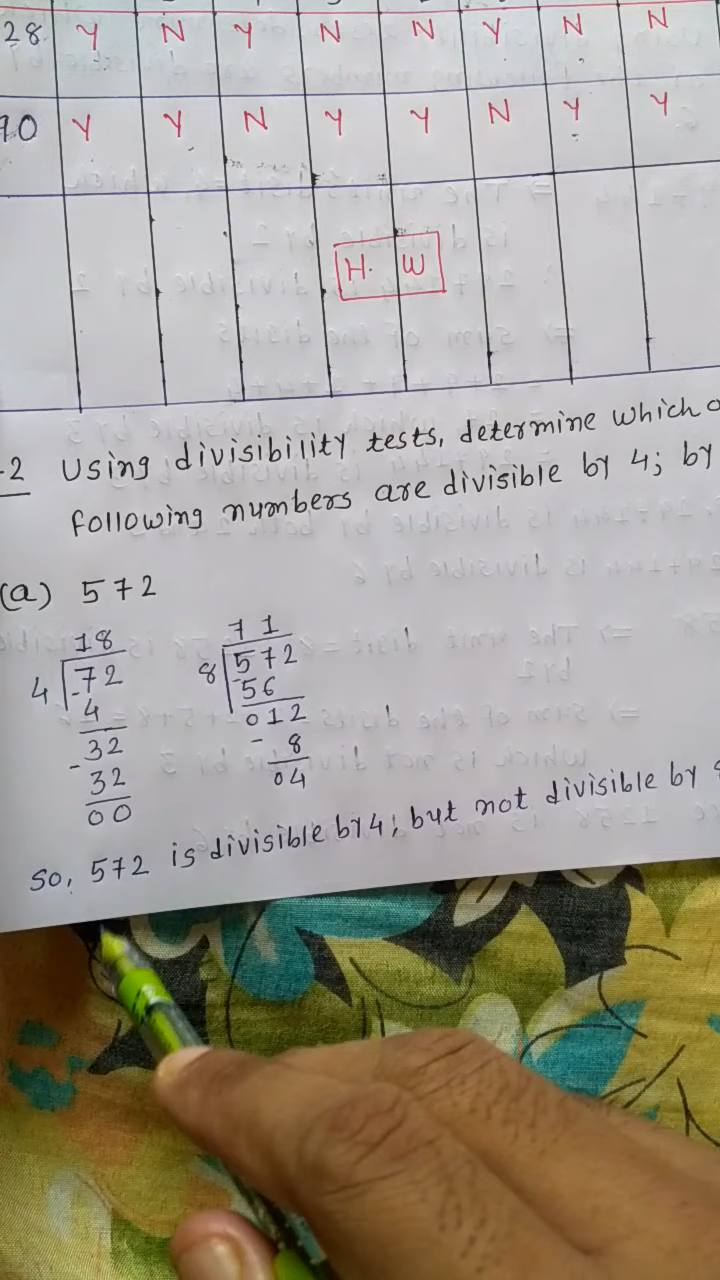 28. Y N Y N N Y N N
90 Y Y N Y Y N Y Y
H. W
-2 Using divisibility tests, determine which o
following numbers are divisible by 4; by
(a) 572
18
4 72
- 4
32
- 32
00
71
8 572
- 56
012
- 8
04
So, 572 is divisible by 4; but not divisible by 8